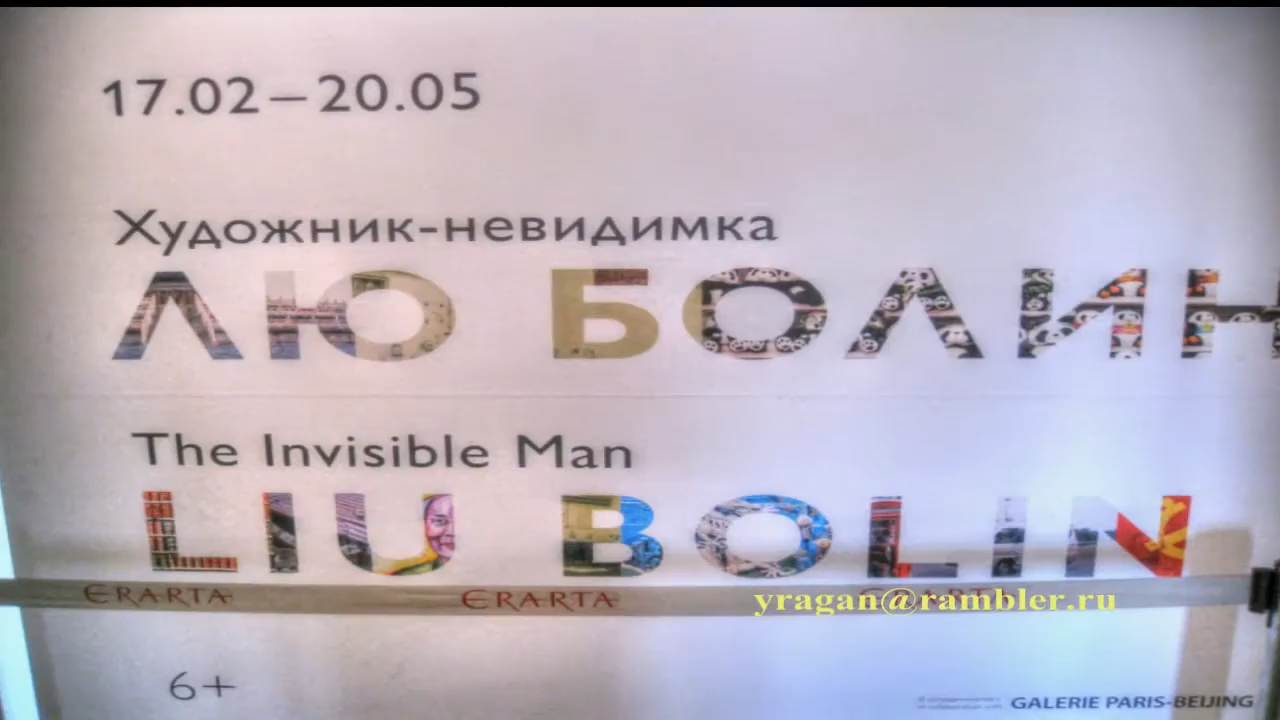 17.02–20.05
Художник-невидимка
ЛЮ БОЛИН
The Invisible Man
LIU BOLIN
ERARTA ERARTA
yragan@rambler.ru
6+
GALERIE PARIS-BEIJING